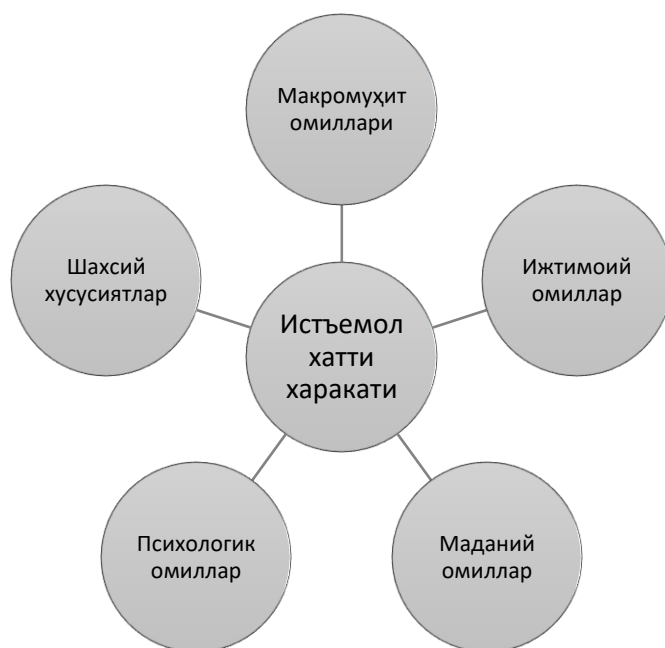 Макромуҳит
омиллари
Шахсий
хусусиятлар
Ижтимоий
омиллар
Истъемол
хатти
харакати
Психологик
омиллар
Маданий
омиллар